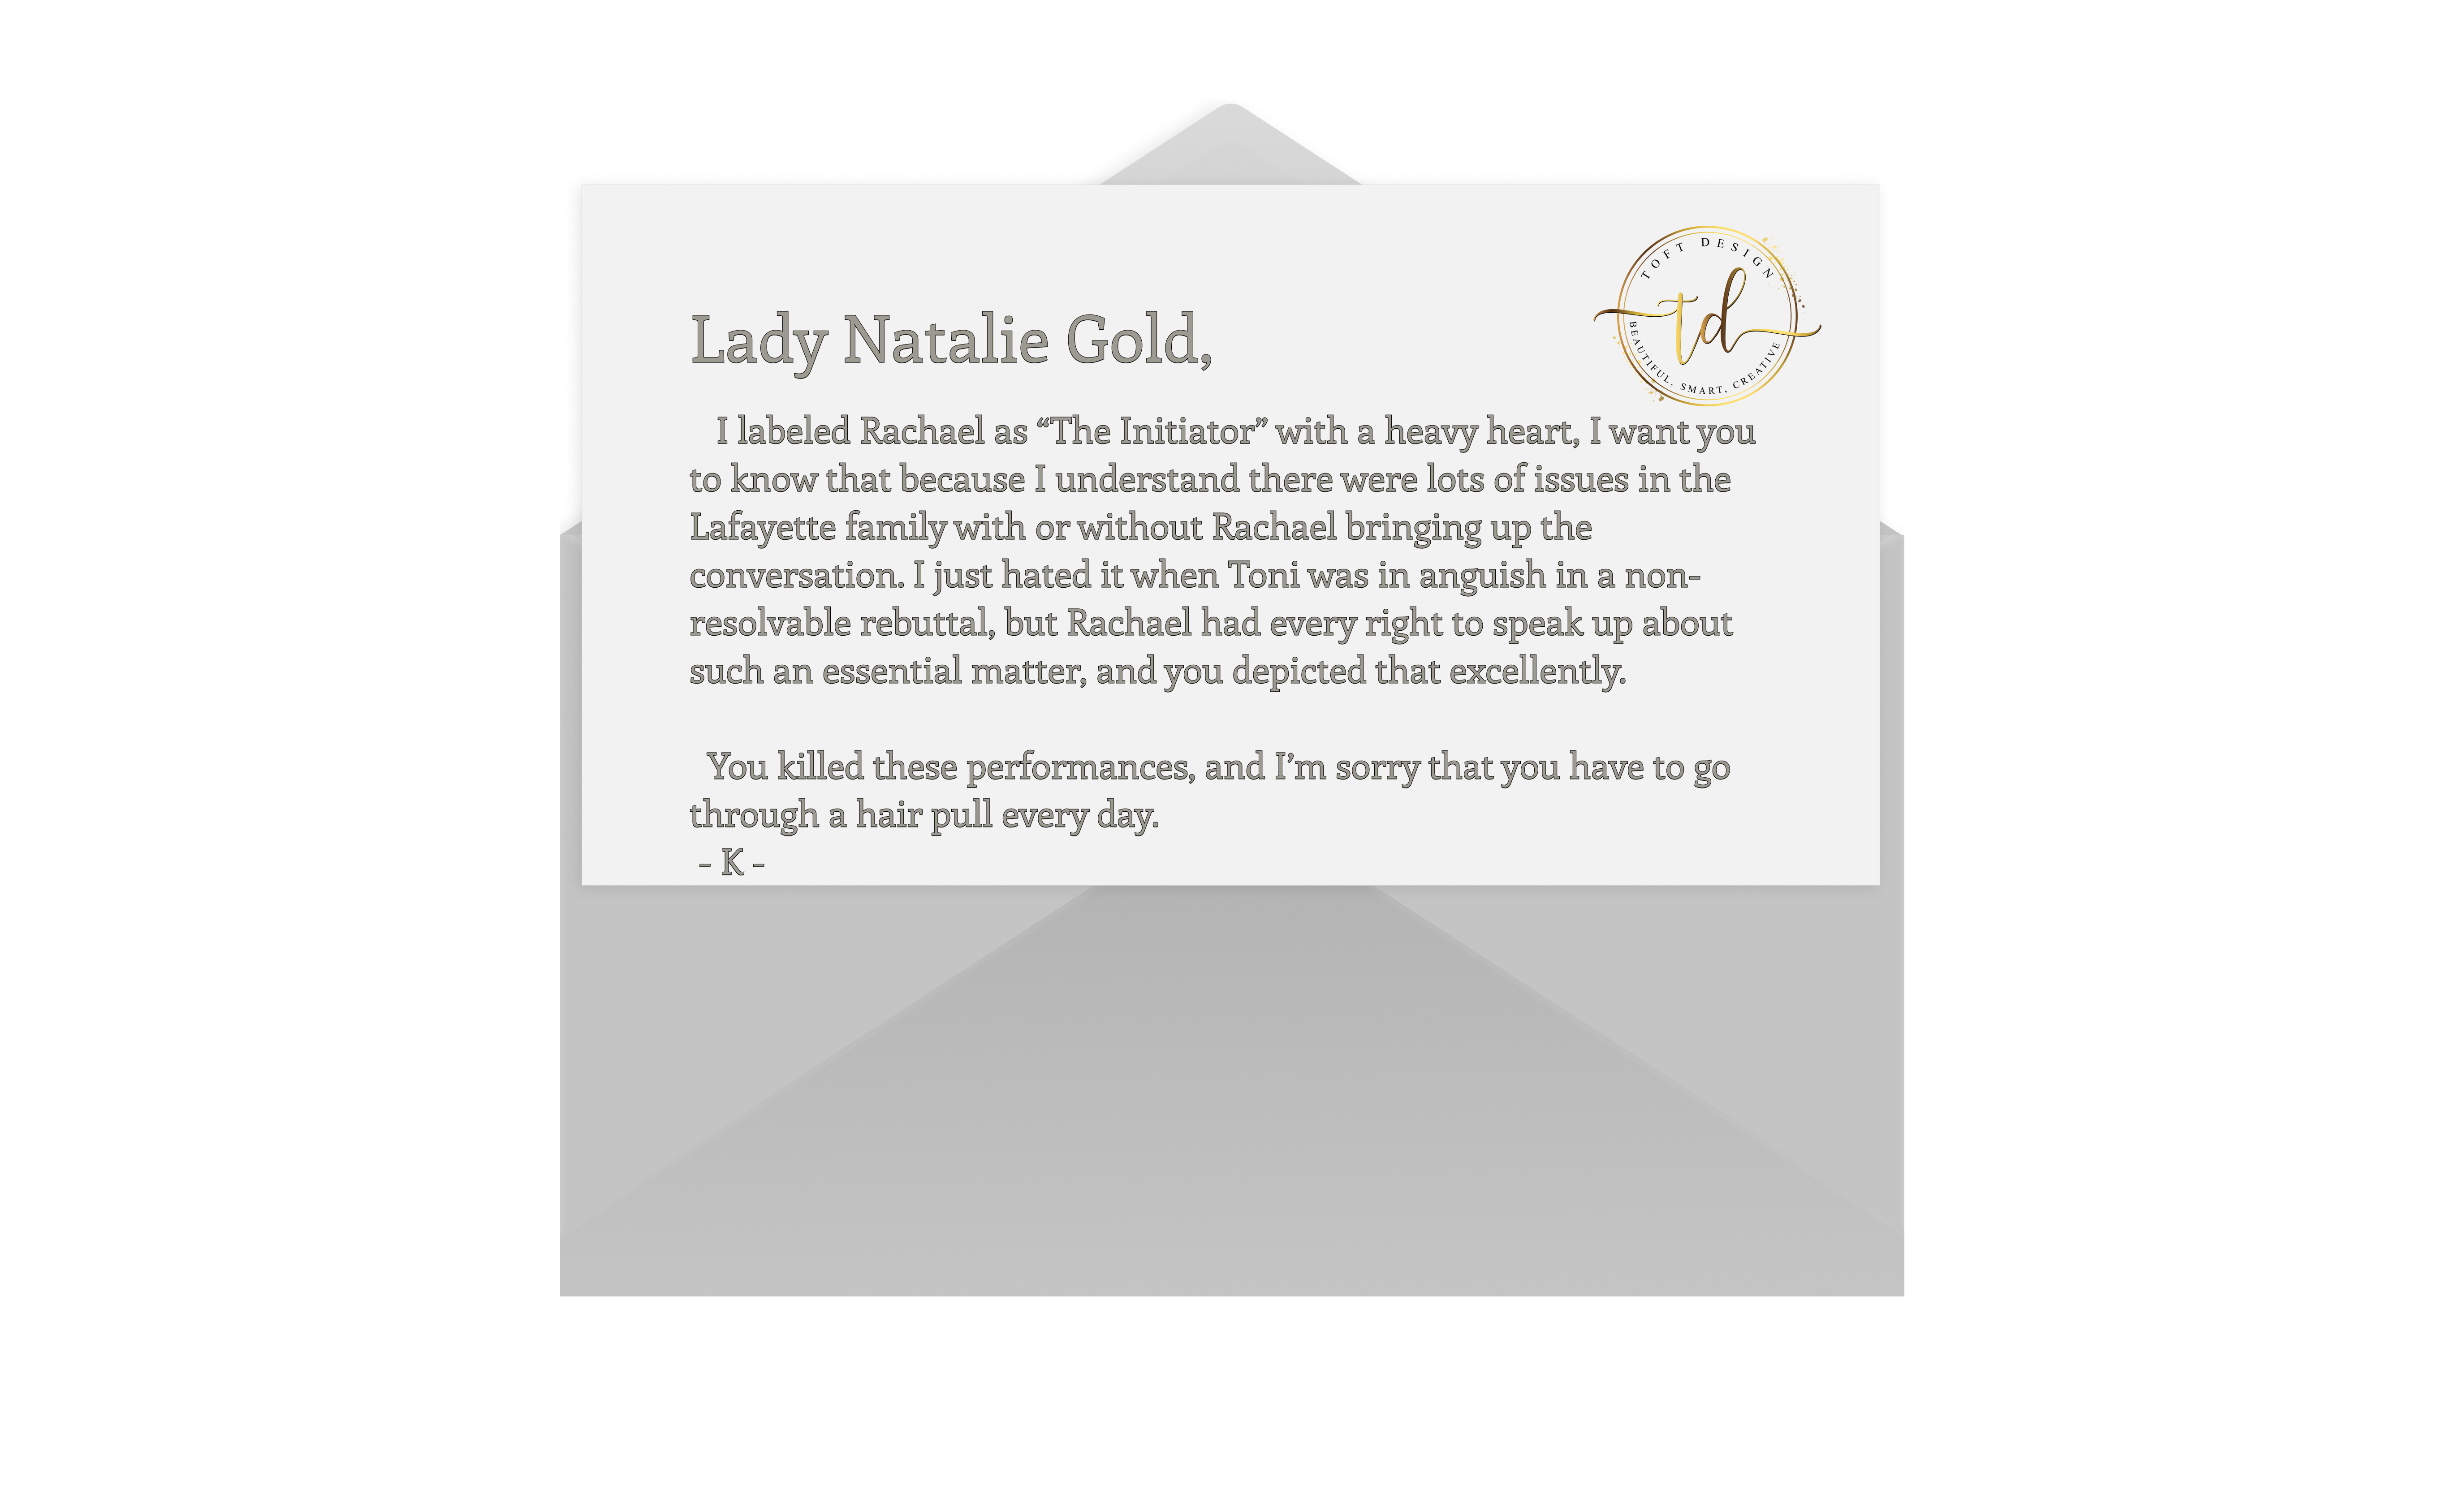 TOFT DESIGN
td
BEAUTIFUL, SMART, CREATIVE
Lady Natalie Gold,
I labeled Rachael as “The Initiator” with a heavy heart, I want you
to know that because I understand there were lots of issues in the
Lafayette family with or without Rachael bringing up the
conversation. I just hated it when Toni was in anguish in a non-
resolvable rebuttal, but Rachael had every right to speak up about
such an essential matter, and you depicted that excellently.
You killed these performances, and I’m sorry that you have to go
through a hair pull every day.
- K -